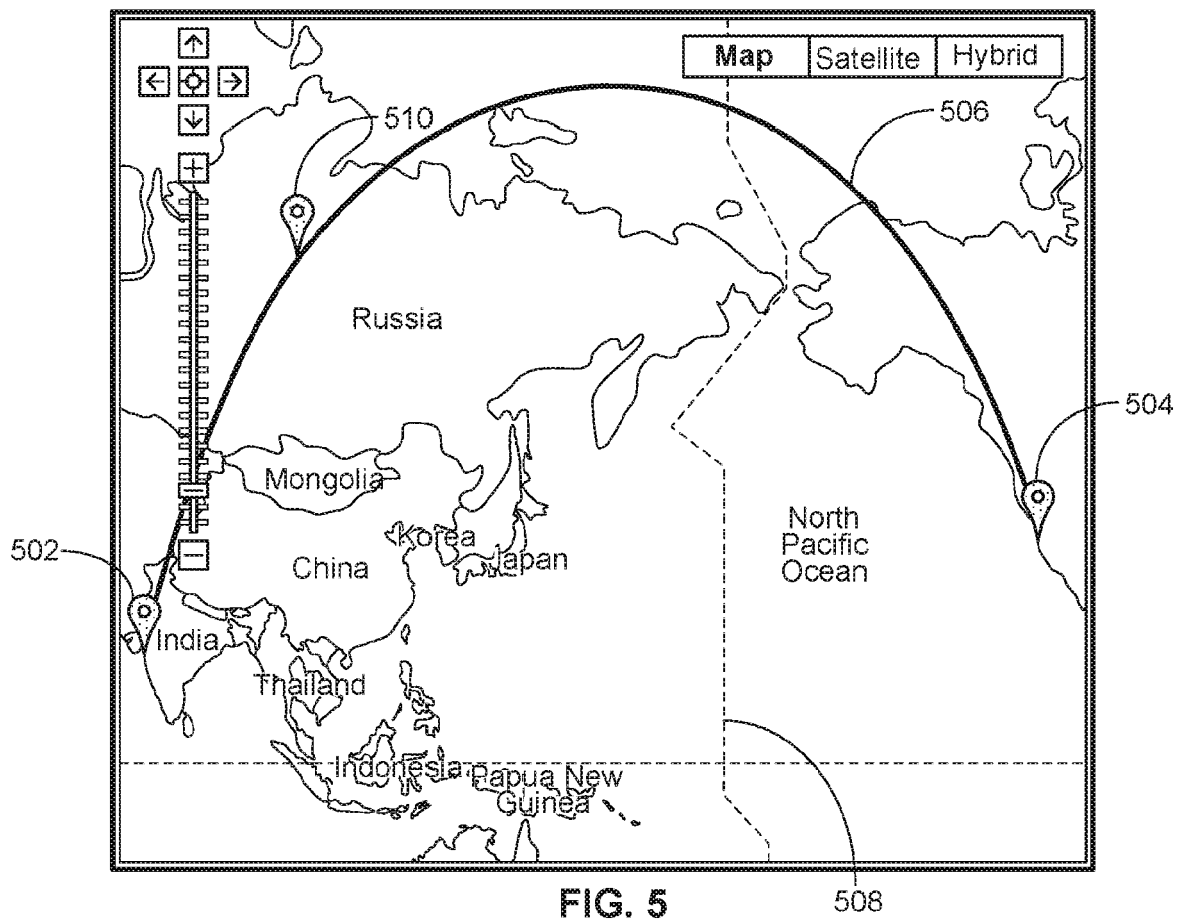 Map Satellite Hybrid
510
506
Russia
504
Mongolia
Korea
Japan
North
Pacific
Ocean
502
China
India
Thailand
Indonesia
Papua New
Guinea
508
FIG. 5